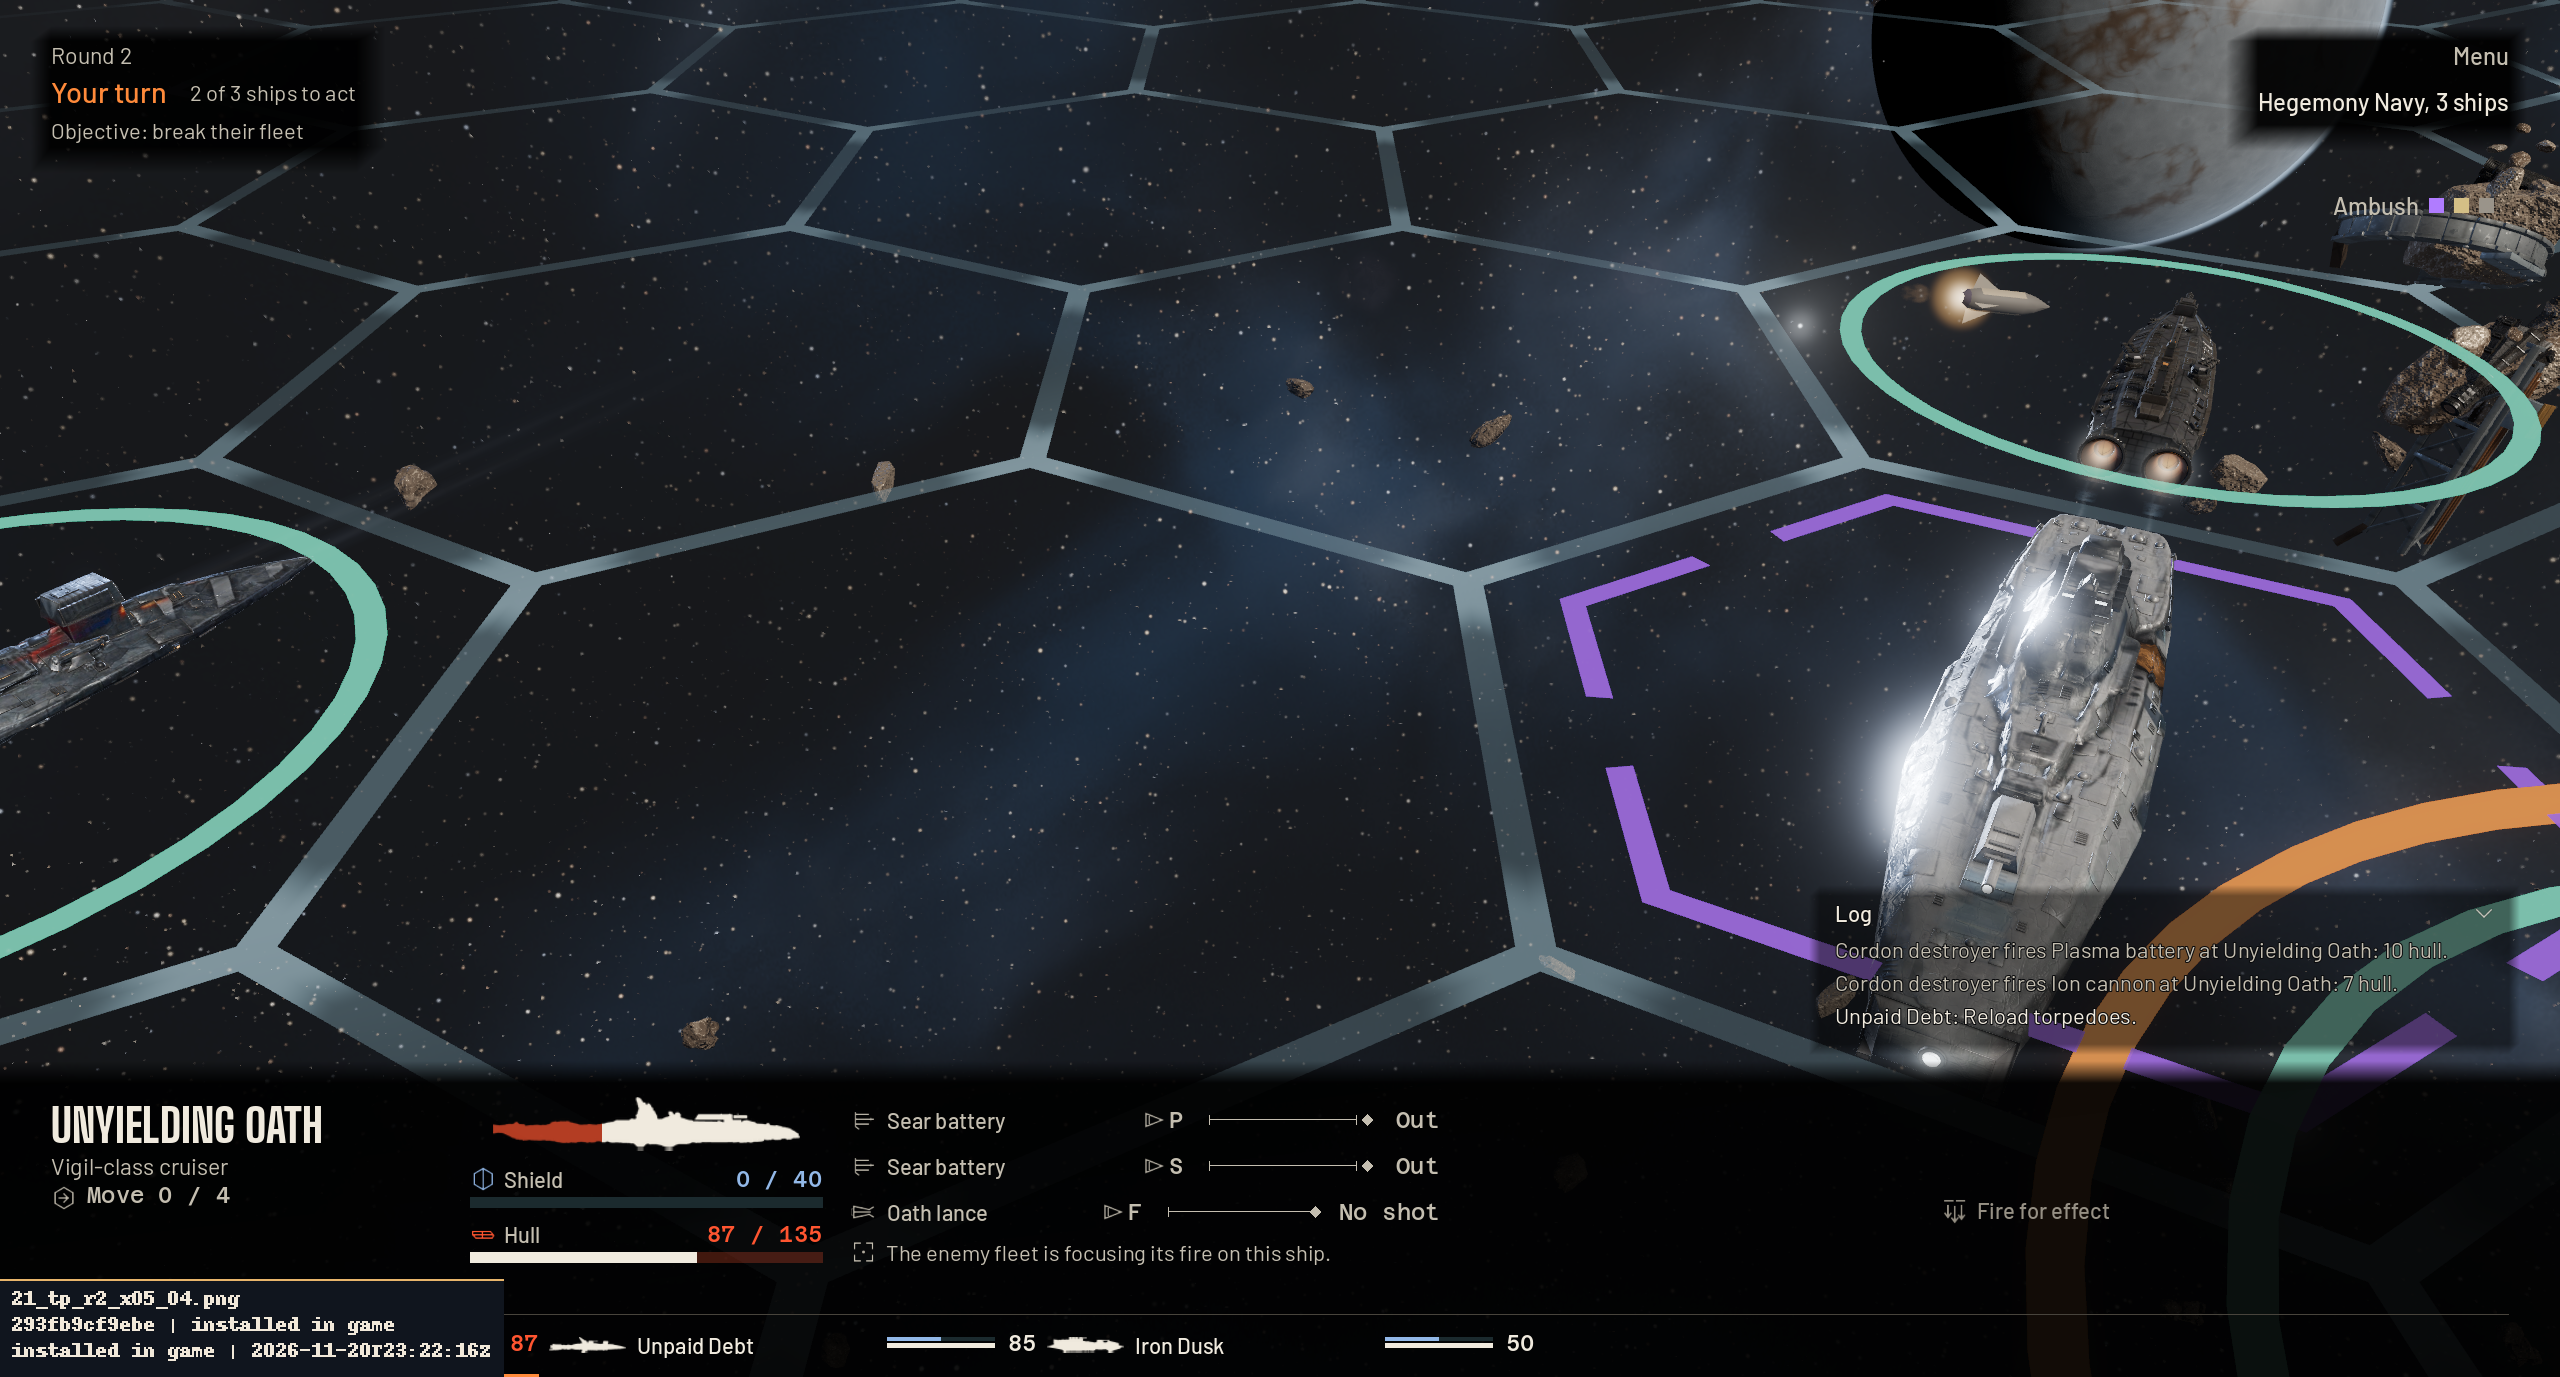 Round 2
Your turn 2 of 3 ships to act
Objective: break their fleet
Menu
Hegemony Navy, 3 ships
Ambush
Log
Cordon destroyer fires Plasma battery at Unyielding Oath: 10 hull.
Cordon destroyer fires Ion cannon at Unyielding Oath: 7 hull.
Unpaid Debt: Reload torpedoes.
UNYIELDING OATH
Vigil-class cruiser
Move 0 / 4
Shield 0 / 40
Hull 87 / 135
Sear battery P Out
Sear battery S Out
Oath lance F No shot
The enemy fleet is focusing its fire on this ship.
Fire for effect
21_tp_r2_x05_04.png
293fb9cf9ebe | installed in game
installed in game | 2026-11-20T23:22:16Z
87 Unpaid Debt 85 Iron Dusk 50